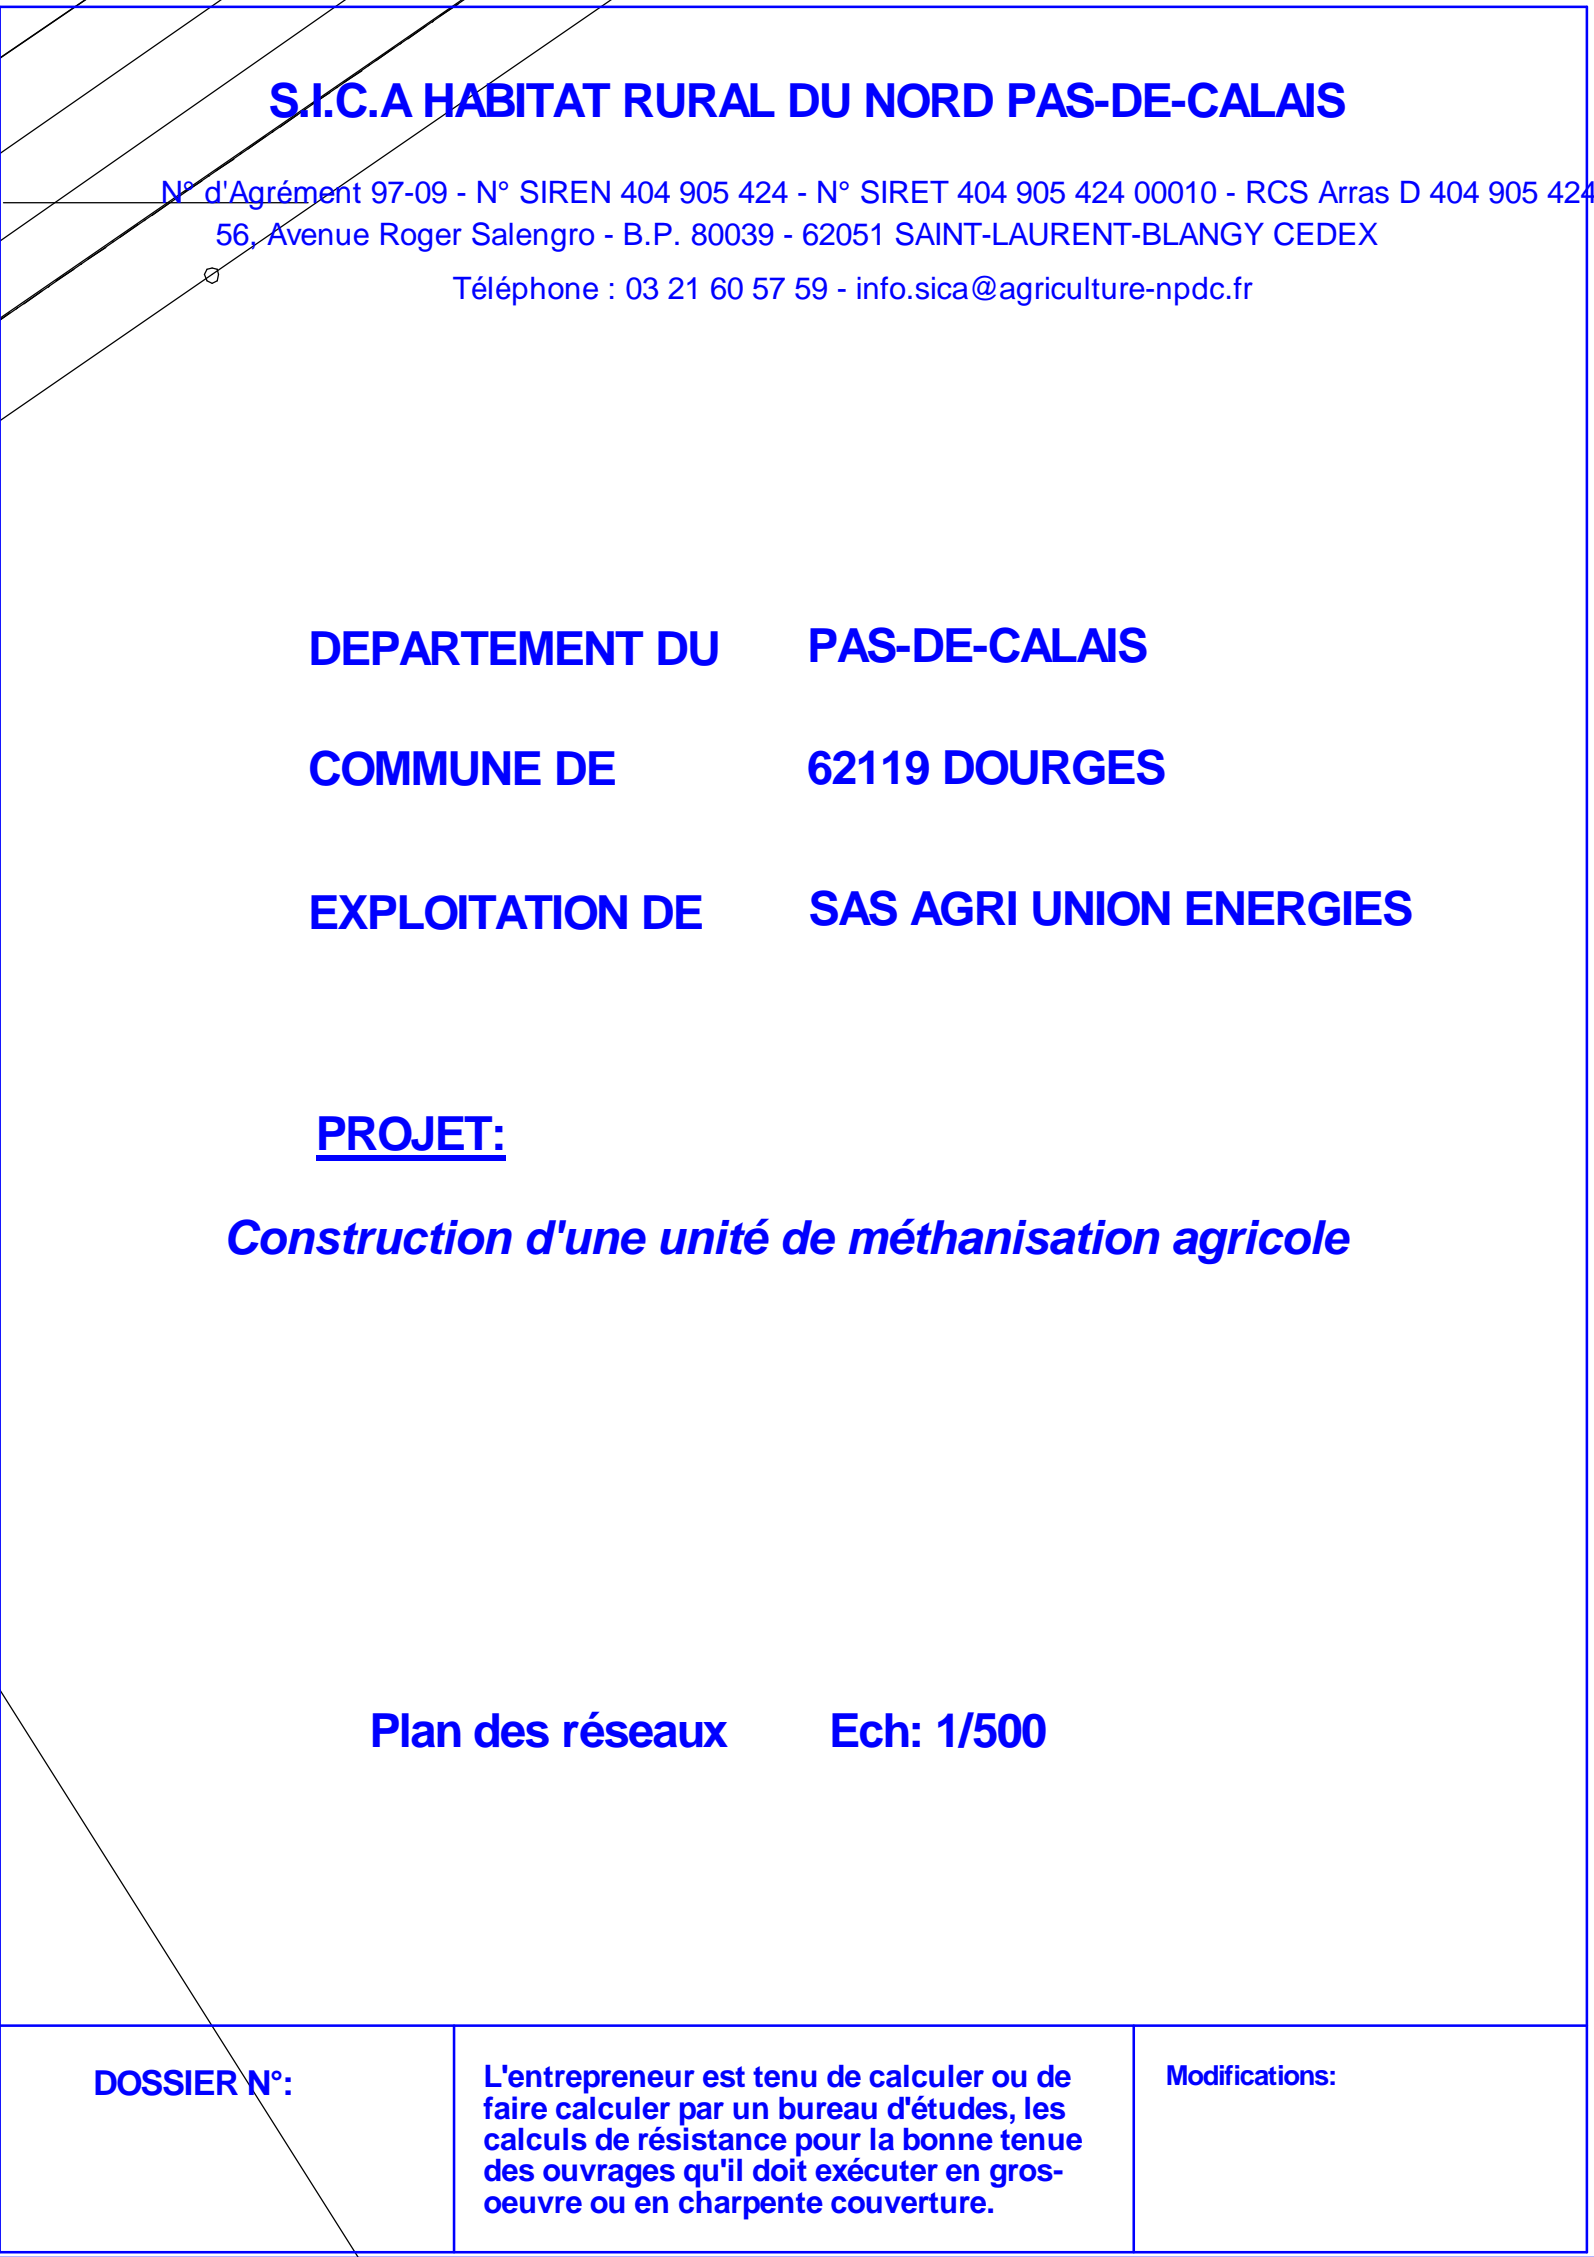 S.I.C.A HABITAT RURAL DU NORD PAS-DE-CALAIS
N° d'Agrément 97-09 - N° SIREN 404 905 424 - N° SIRET 404 905 424 00010 - RCS Arras D 404 905 424
56, Avenue Roger Salengro - B.P. 80039 - 62051 SAINT-LAURENT-BLANGY CEDEX
Téléphone : 03 21 60 57 59 - info.sica@agriculture-npdc.fr
DEPARTEMENT DU PAS-DE-CALAIS
COMMUNE DE 62119 DOURGES
EXPLOITATION DE SAS AGRI UNION ENERGIES
PROJET:
Construction d'une unité de méthanisation agricole
Plan des réseaux Ech: 1/500
DOSSIER N°:
L'entrepreneur est tenu de calculer ou de
faire calculer par un bureau d'études, les
calculs de résistance pour la bonne tenue
des ouvrages qu'il doit exécuter en gros-
oeuvre ou en charpente couverture.
Modifications: